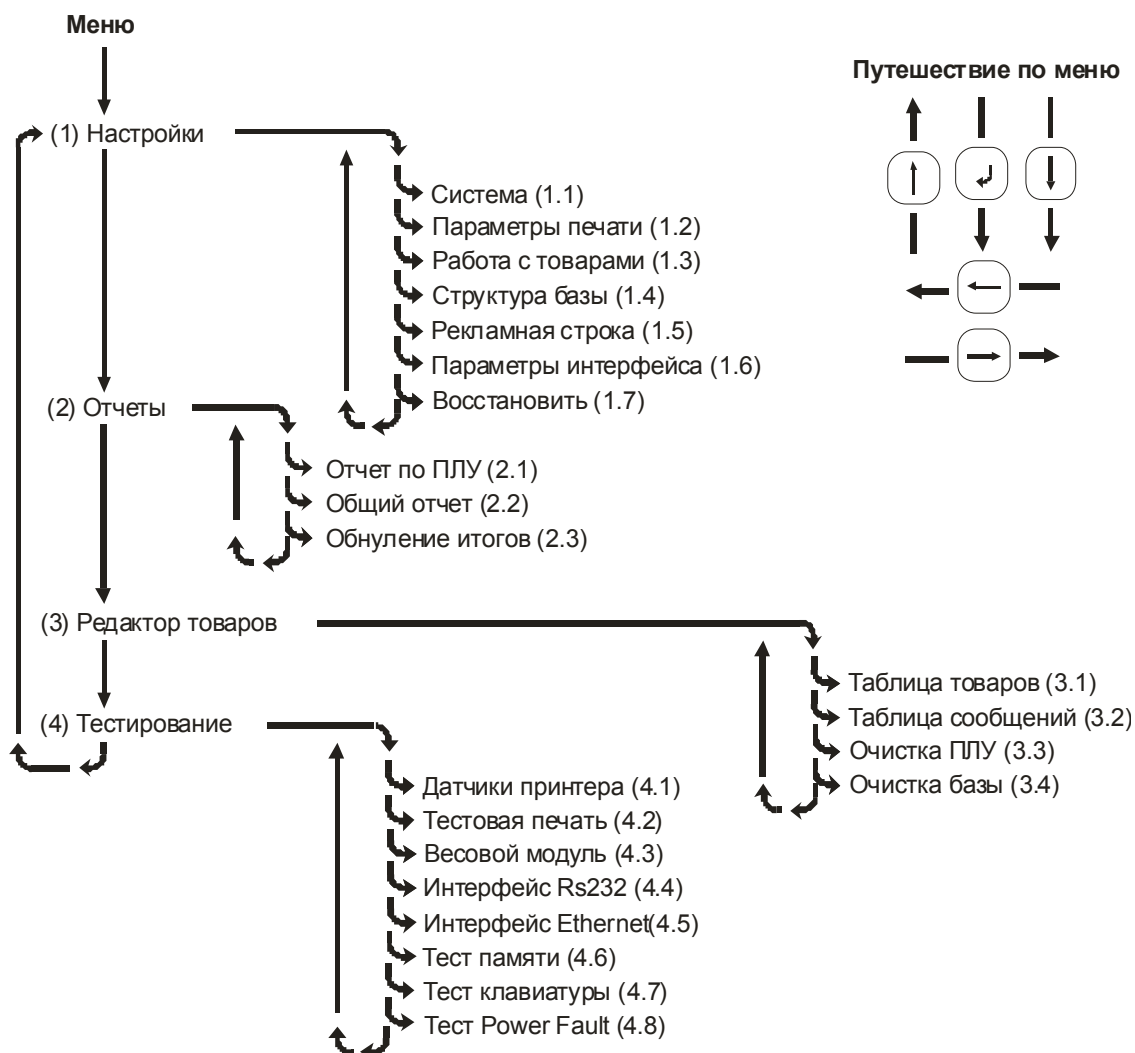 Меню
Путешествие по меню
(1) Настройки
Система (1.1)
Параметры печати (1.2)
Работа с товарами (1.3)
Структура базы (1.4)
Рекламная строка (1.5)
Параметры интерфейса (1.6)
Восстановить (1.7)
(2) Отчеты
Отчет по ПЛУ (2.1)
Общий отчет (2.2)
Обнуление итогов (2.3)
(3) Редактор товаров
Таблица товаров (3.1)
Таблица сообщений (3.2)
Очистка ПЛУ (3.3)
Очистка базы (3.4)
(4) Тестирование
Датчики принтера (4.1)
Тестовая печать (4.2)
Весовой модуль (4.3)
Интерфейс Rs232 (4.4)
Интерфейс Ethernet(4.5)
Тест памяти (4.6)
Тест клавиатуры (4.7)
Тест Power Fault (4.8)